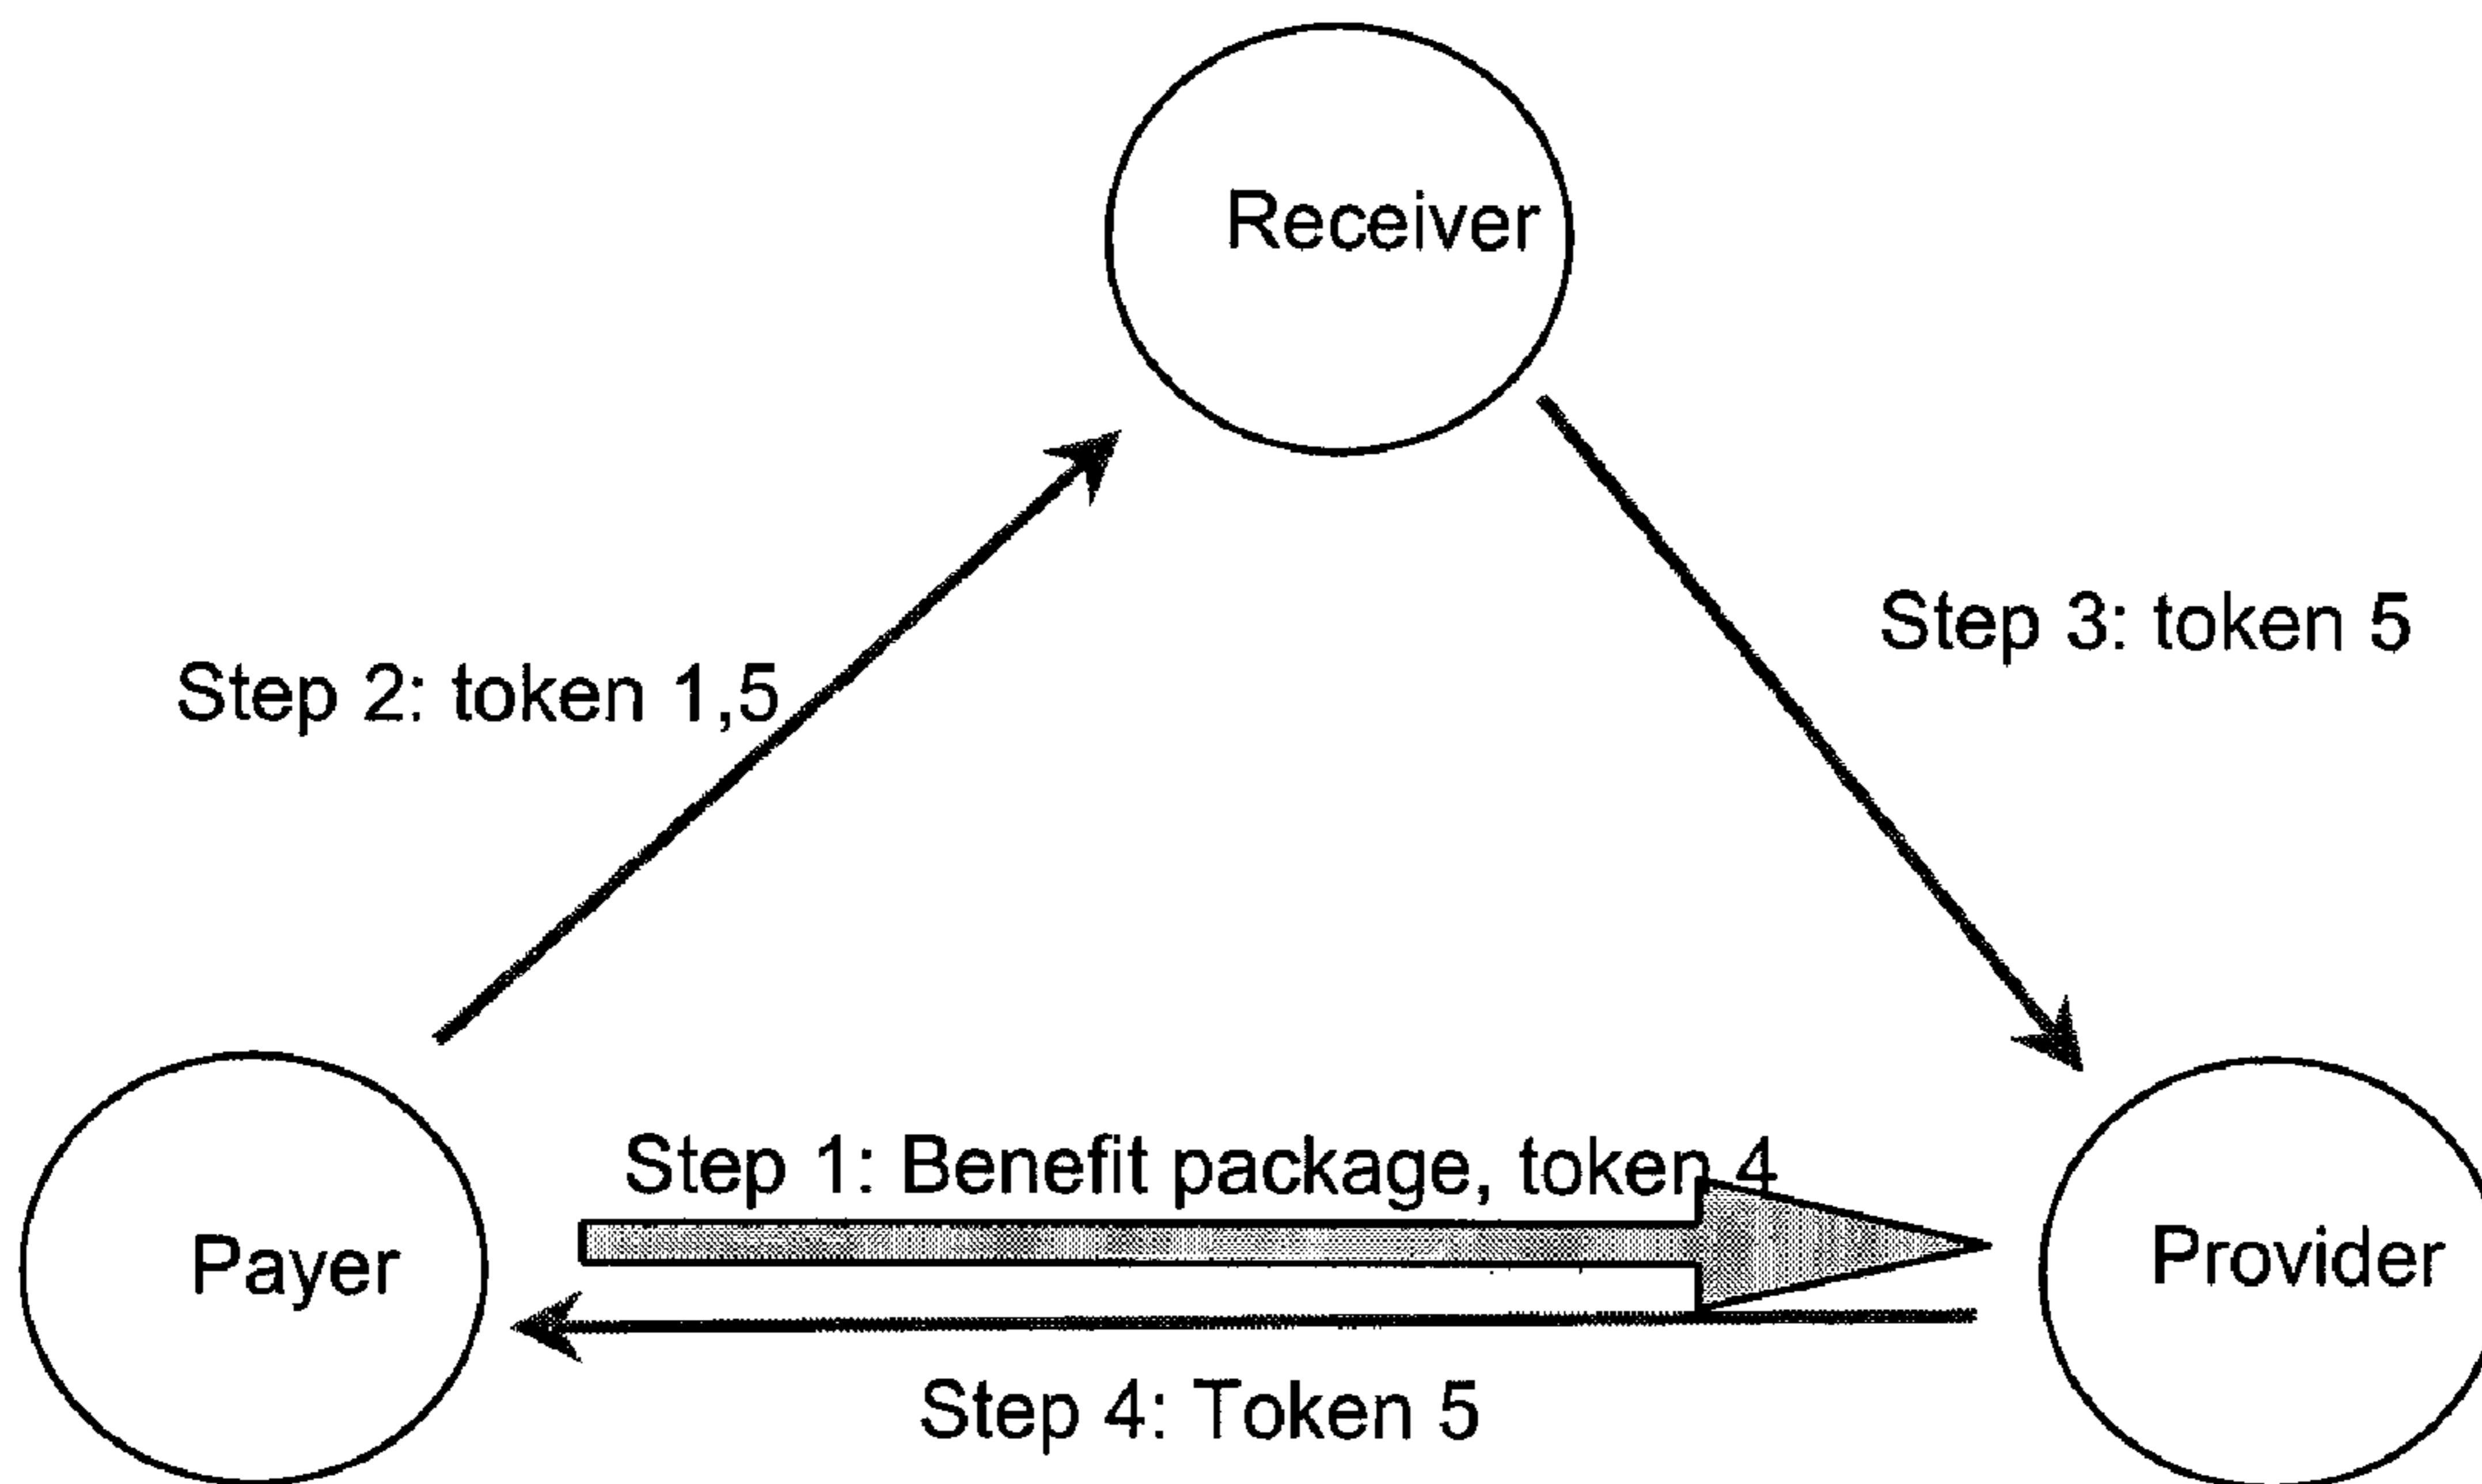 Receiver
Step 3: token 5
Step 2: token 1,5
Step 1: Benefit package, token 4
Payer
Provider
Step 4: Token 5